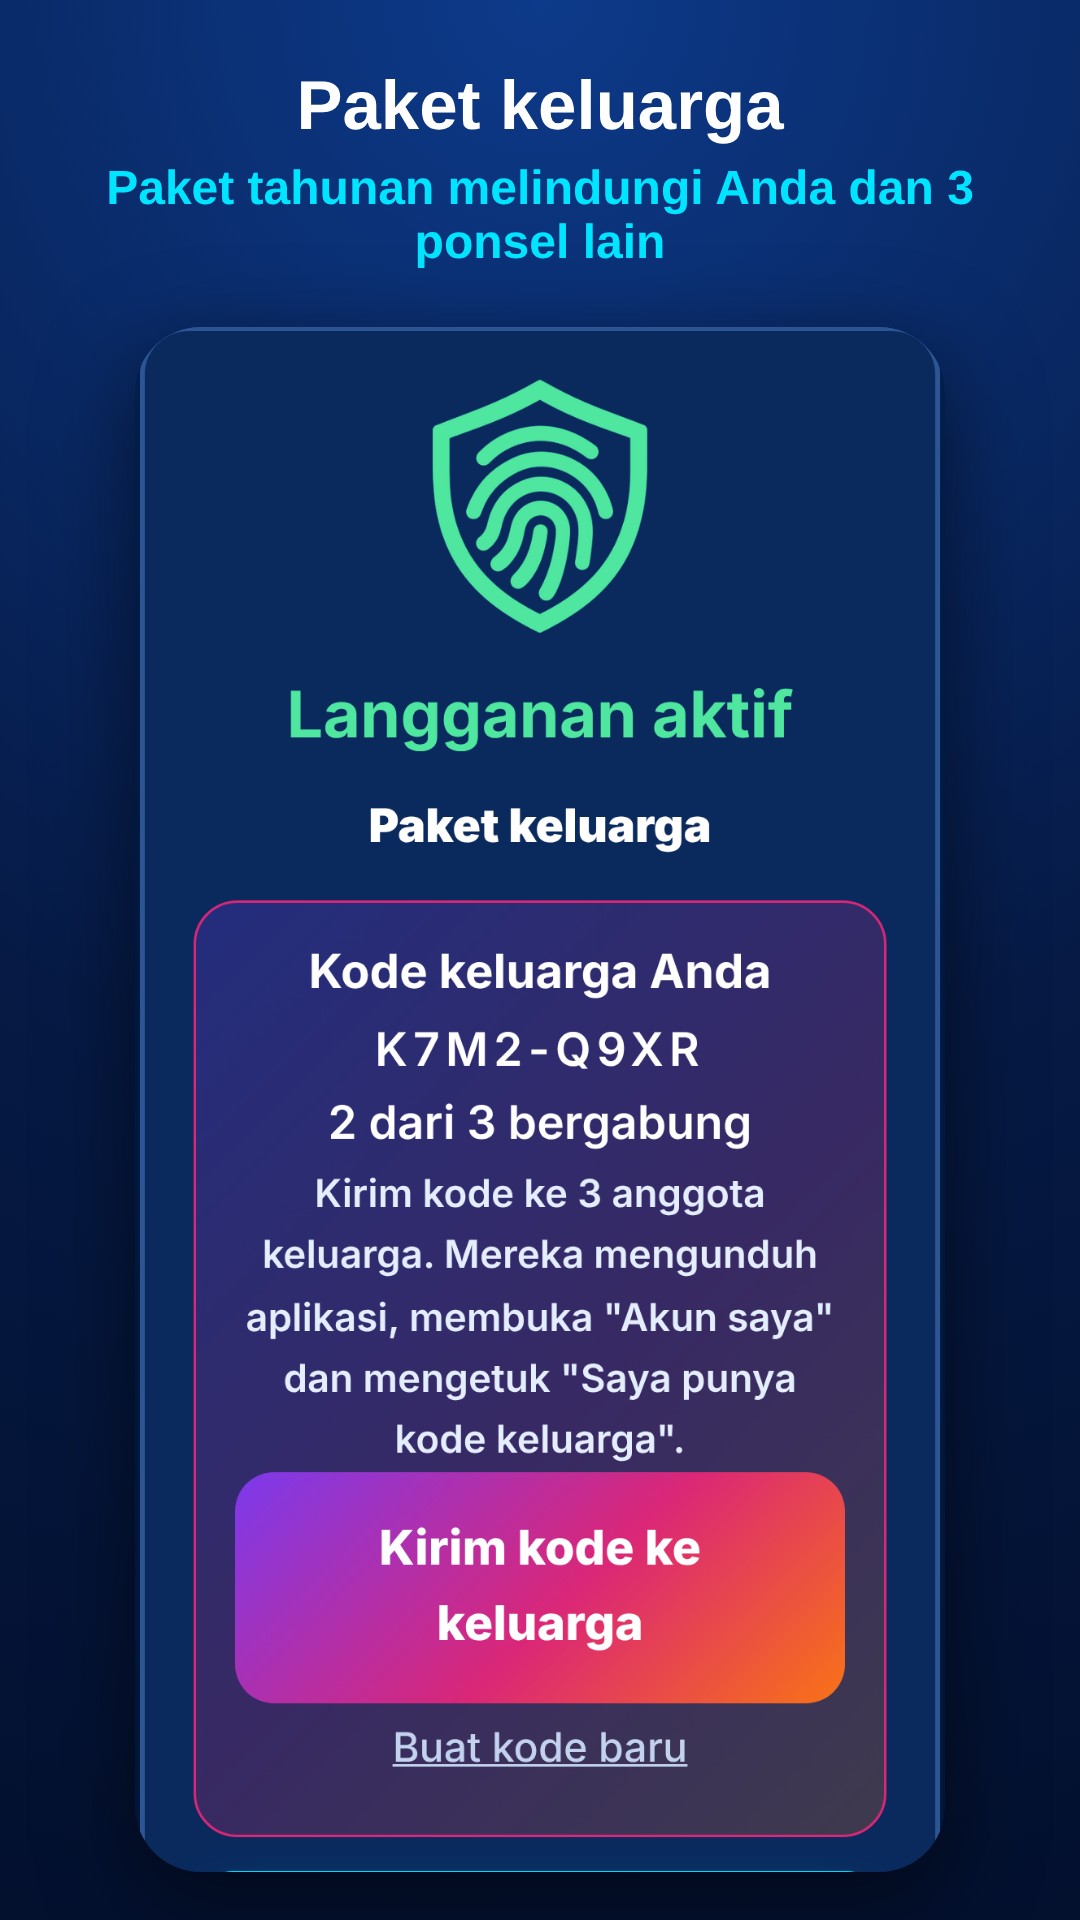 Paket keluarga
Paket tahunan melindungi Anda dan 3
ponsel lain
Langganan aktif
Paket keluarga
Kode keluarga Anda
K7M2-Q9XR
2 dari 3 bergabung
Kirim kode ke 3 anggota
keluarga. Mereka mengunduh
aplikasi, membuka "Akun saya"
dan mengetuk "Saya punya
kode keluarga".
Kirim kode ke
keluarga
Buat kode baru